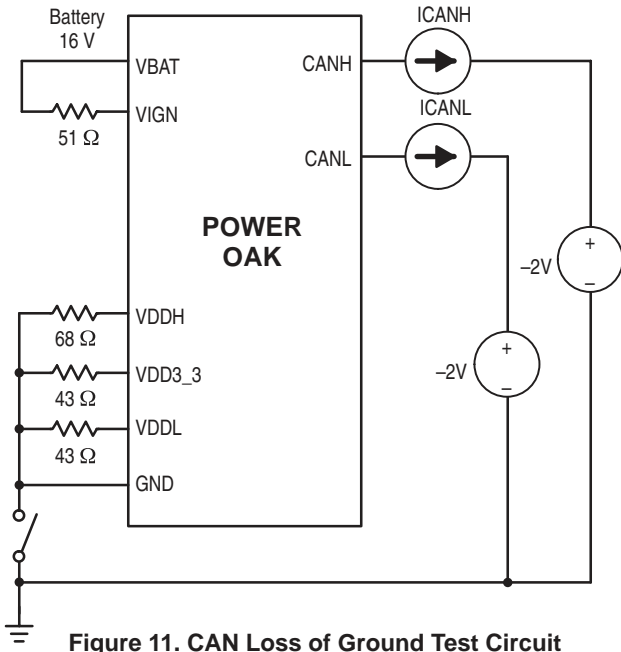 Battery
16 V
ICANH
VBAT
CANH
VIGN
51 Ω
ICANL
CANL
POWER
OAK
+
–2V
–
VDDH
68 Ω
+
–2V
–
VDD3_3
43 Ω
VDDL
43 Ω
GND
Figure 11. CAN Loss of Ground Test Circuit